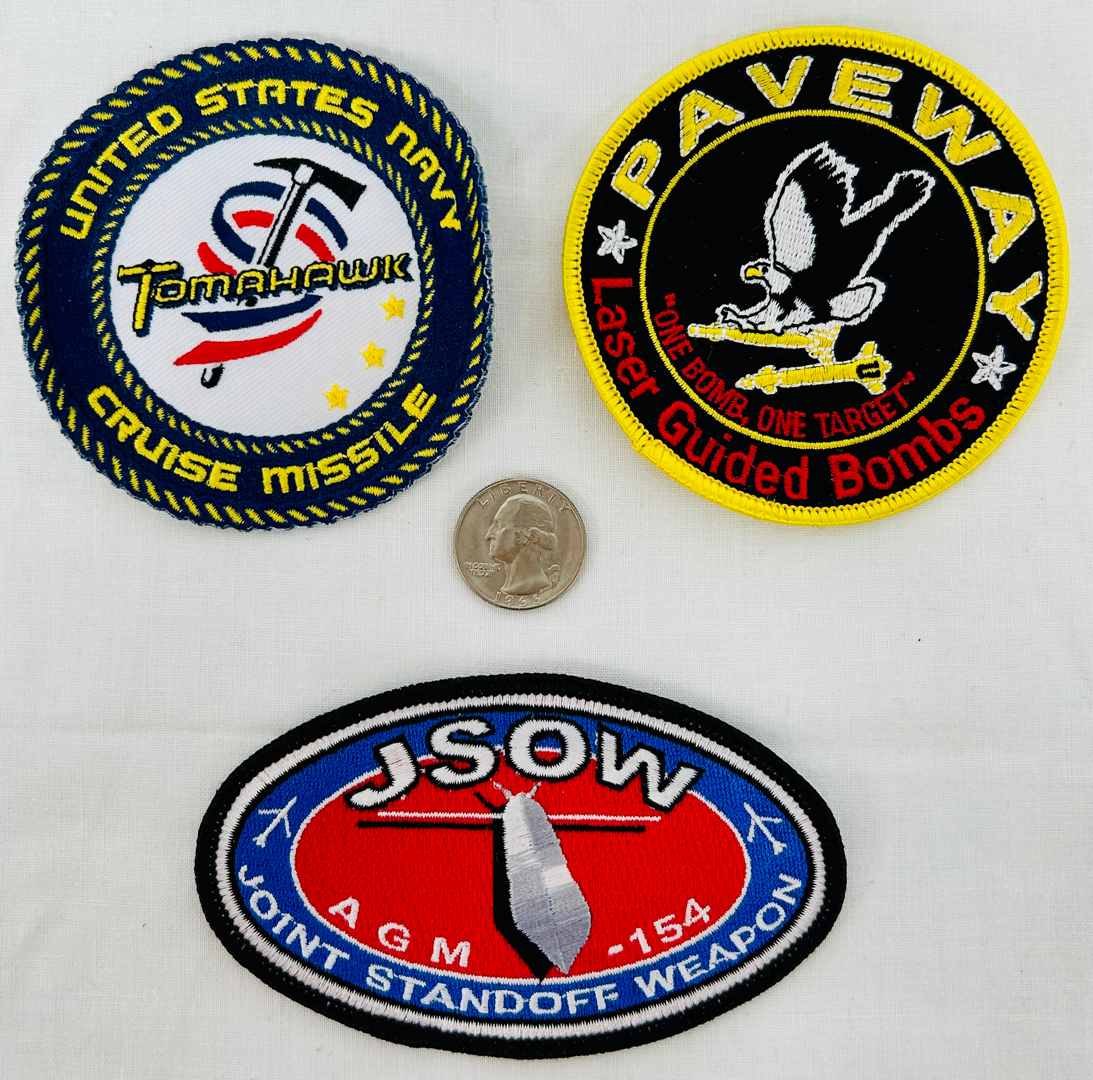 UNITED STATES NAVY
TOMAHAWK
CRUISE MISSILE
PAVEWAY
"ONE BOMB, ONE TARGET"
Laser Guided Bombs
LIBERTY
IN GOD WE
TRUST
1966
JSOW
AGM -154
JOINT STANDOFF WEAPON